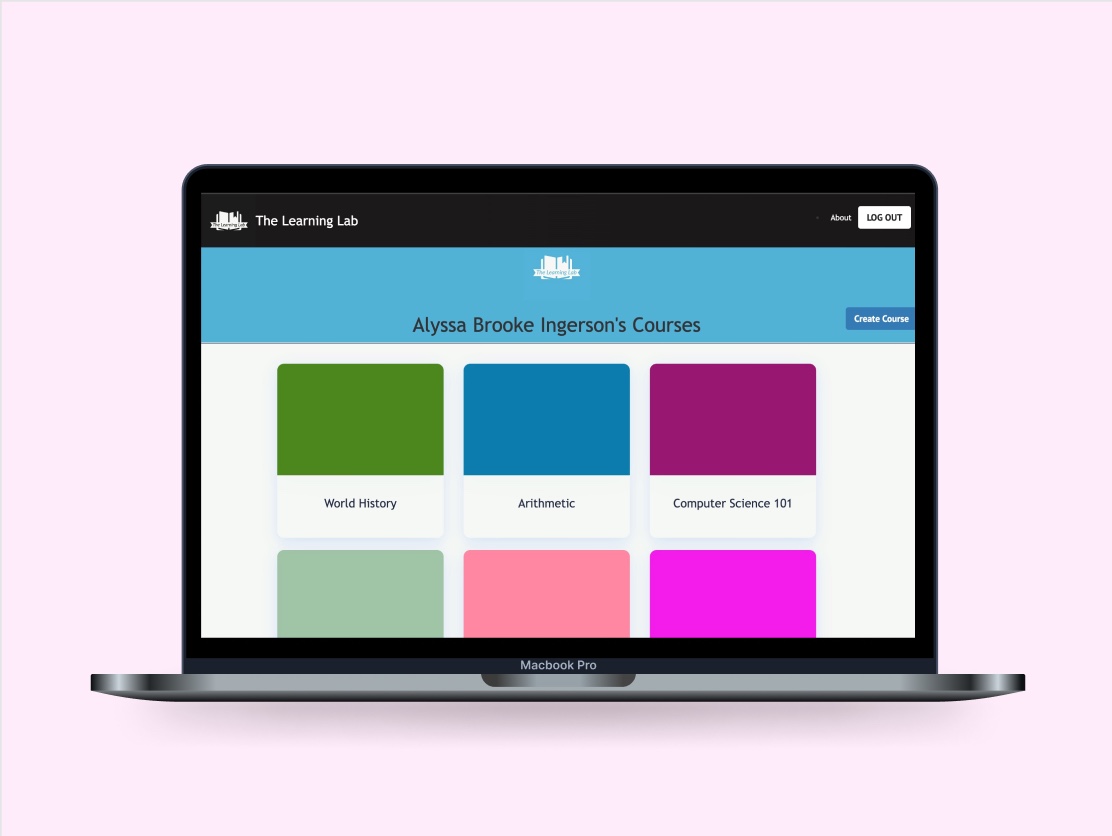 The Learning Lab
The Learning Lab
About
LOG OUT
The Learning Lab
Alyssa Brooke Ingerson's Courses
Create Course
World History
Arithmetic
Computer Science 101
Macbook Pro